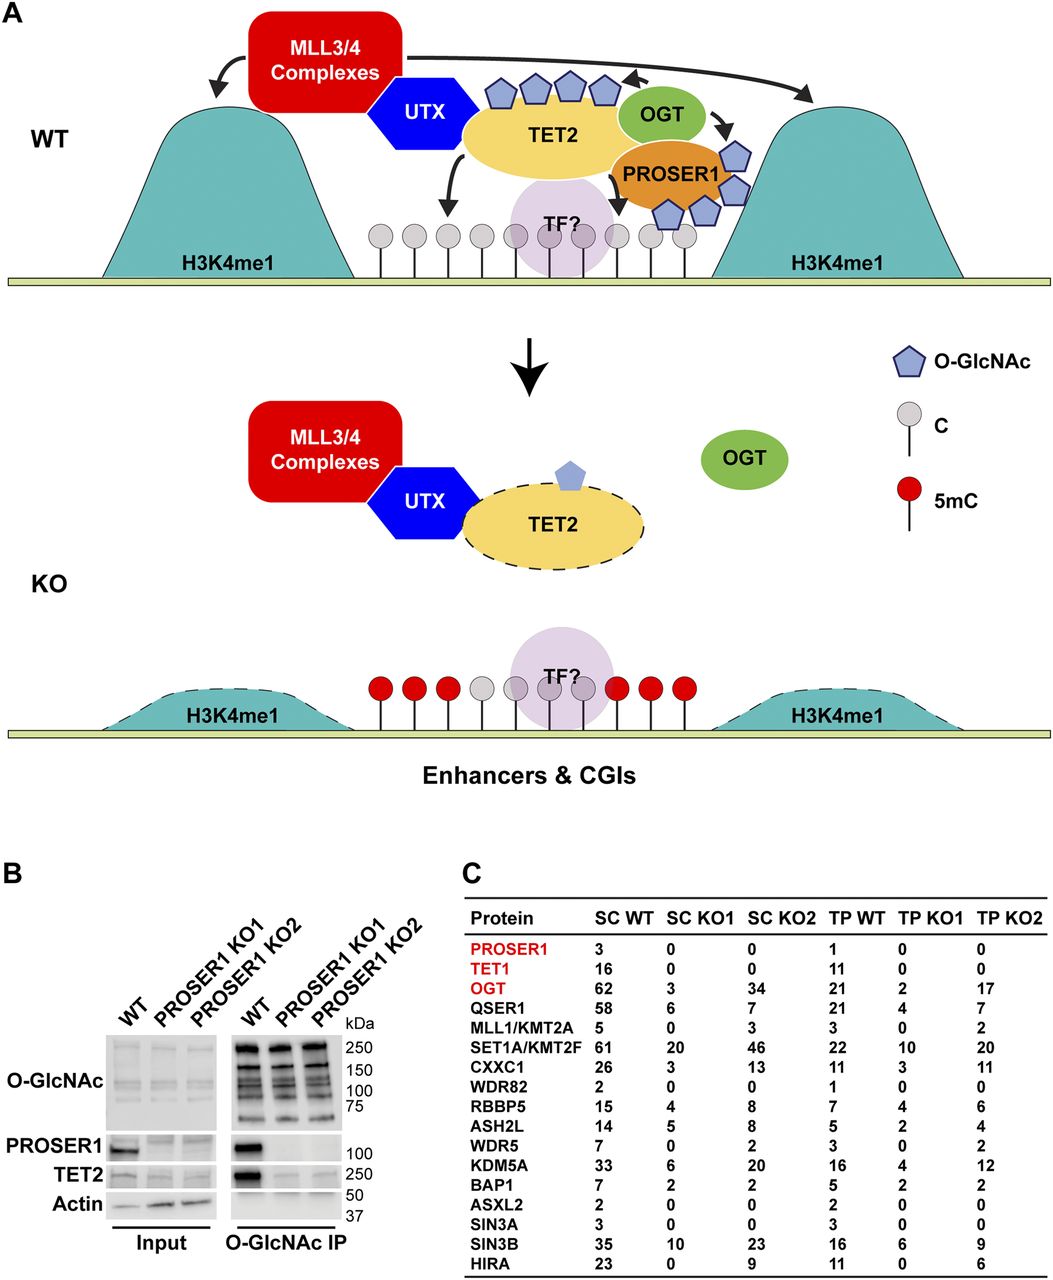 A
MLL3/4
Complexes
UTX
TET2
OGT
PROSER1
WT
TF?
H3K4me1
H3K4me1
O-GlcNAc
C
5mC
MLL3/4
Complexes
UTX
TET2
OGT
KO
TF?
H3K4me1
H3K4me1
Enhancers & CGIs
B
WT
PROSER1 KO1
PROSER1 KO2
WT
PROSER1 KO1
PROSER1 KO2
kDa
O-GlcNAc
250
150
100
75
PROSER1
100
TET2
250
Actin
50
37
Input
O-GlcNAc IP
C
Protein SC WT SC KO1 SC KO2 TP WT TP KO1 TP KO2
PROSER1 3 0 0 1 0 0
TET1 16 0 0 11 0 0
OGT 62 3 34 21 2 17
QSER1 58 6 7 21 4 7
MLL1/KMT2A 5 0 3 3 0 2
SET1A/KMT2F 61 20 46 22 10 20
CXXC1 26 3 13 11 3 11
WDR82 2 0 0 1 0 0
RBBP5 15 4 8 7 4 6
ASH2L 14 5 8 5 2 4
WDR5 7 0 2 3 0 2
KDM5A 33 6 20 16 4 12
BAP1 7 2 2 5 2 2
ASXL2 2 0 0 2 0 0
SIN3A 3 0 0 3 0 0
SIN3B 35 10 23 16 6 9
HIRA 23 0 9 11 0 6